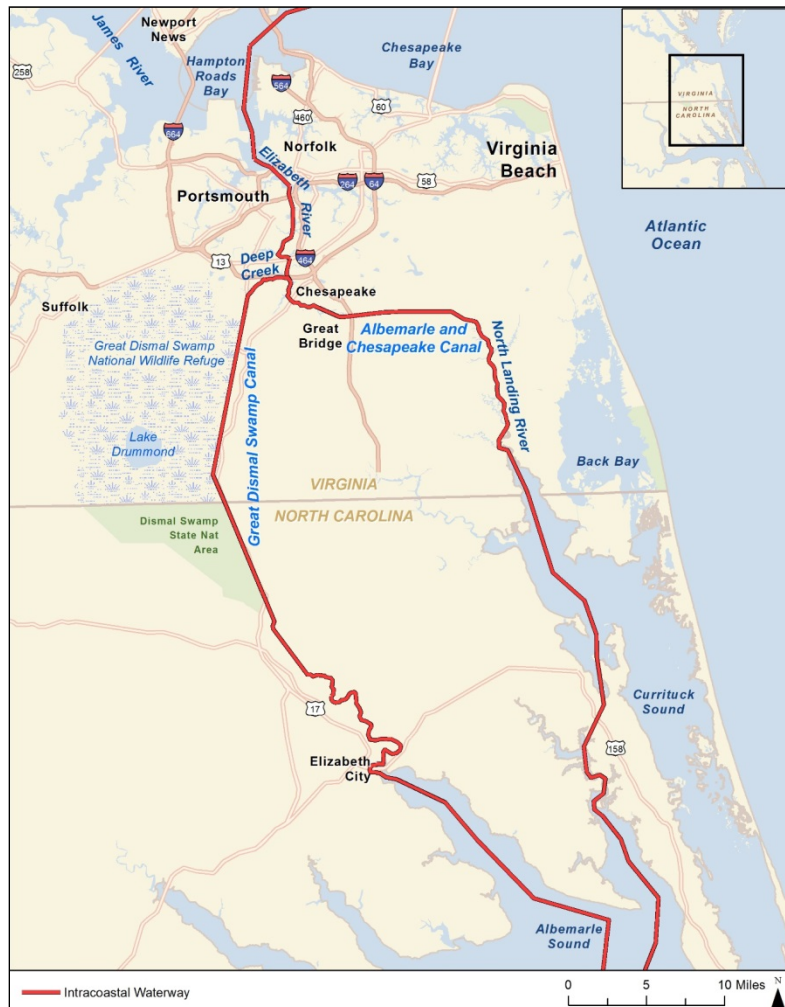 Newport
News
James River
258
Hampton
Roads
Bay
Chesapeake
Bay
564
60
460
664
Norfolk
Elizabeth
River
Virginia
Beach
264
64
58
Portsmouth
VIRGINIA
NORTH
CAROLINA
Atlantic
Ocean
13
Deep
Creek
464
Chesapeake
Suffolk
Great
Bridge
Albemarle and
Chesapeake Canal
North Landing River
Great Dismal Swamp
National Wildlife Refuge
Great Dismal Swamp Canal
Lake
Drummond
Back Bay
VIRGINIA
NORTH CAROLINA
Dismal Swamp
State Nat
Area
Currituck
Sound
17
158
Elizabeth
City
Albemarle
Sound
Intracoastal Waterway
0 5 10 Miles
N